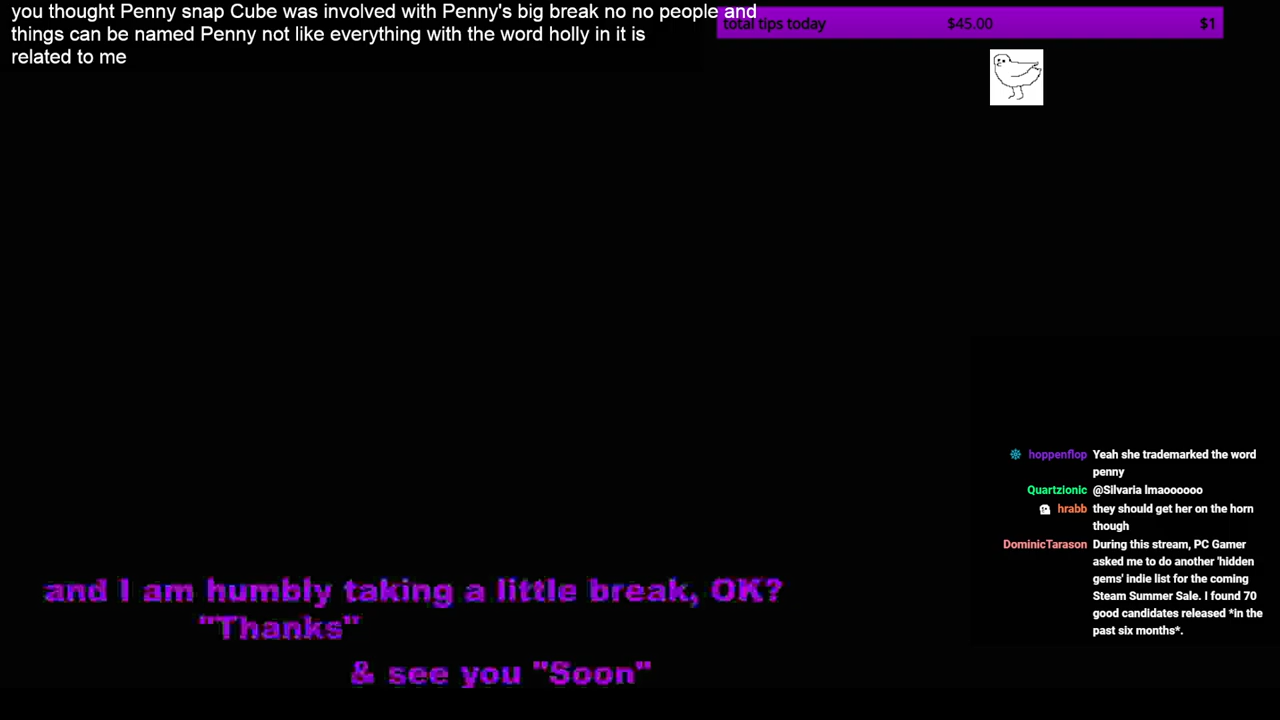 you thought Penny snap Cube was involved with Penny's big break no no people and
things can be named Penny not like everything with the word holly in it is
related to me
total tips today $45.00 $1
hoppenflop Yeah she trademarked the word
penny
Quartzionic @Silvaria lmaoooooo
hrabb they should get her on the horn
though
DominicTarason During this stream, PC Gamer
asked me to do another 'hidden
gems' indie list for the coming
Steam Summer Sale. I found 70
good candidates released *in the
past six months*.
and I am humbly taking a little break, OK?
"Thanks"
& see you "Soon"